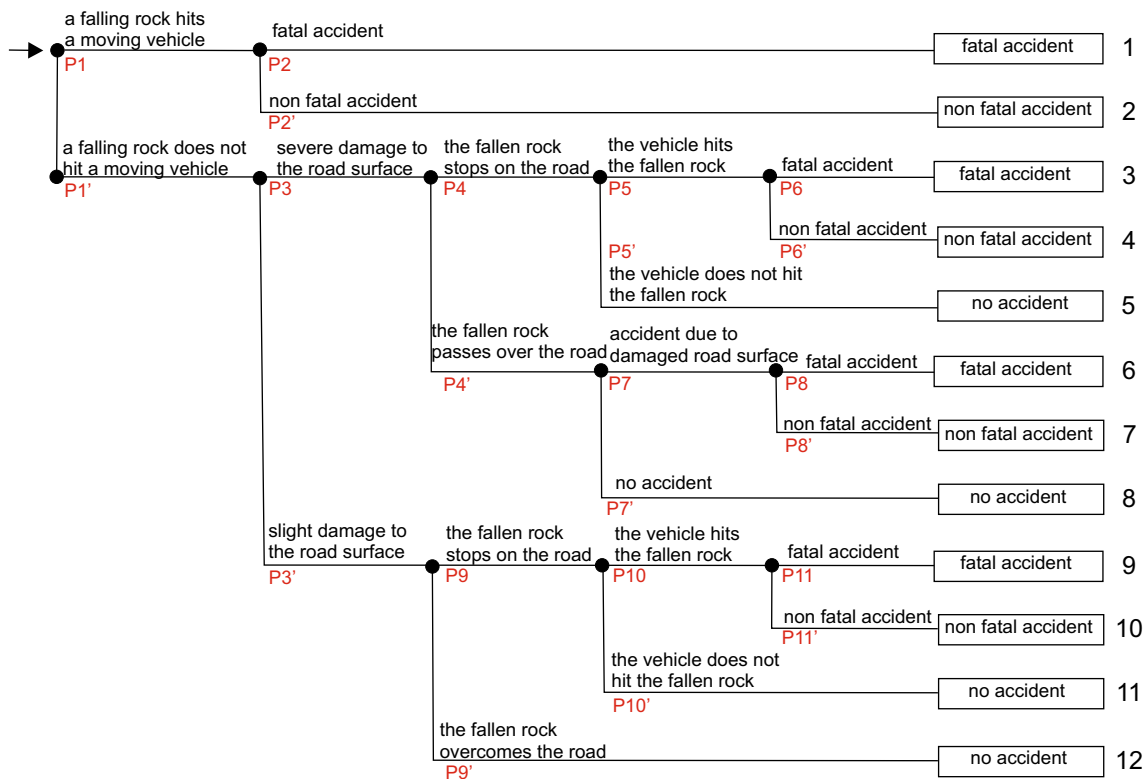 a falling rock hits
a moving vehicle
P1
fatal accident
P2
fatal accident
1
non fatal accident
P2’
non fatal accident
2
a falling rock does not
hit a moving vehicle
P1’
severe damage to
the road surface
P3
the fallen rock
stops on the road
P4
the vehicle hits
the fallen rock
P5
fatal accident
P6
fatal accident
3
non fatal accident
P6’
non fatal accident
4
P5’
the vehicle does not hit
the fallen rock
no accident
5
the fallen rock
passes over the road
P4’
accident due to
damaged road surface
P7
fatal accident
P8
fatal accident
6
non fatal accident
P8’
non fatal accident
7
no accident
P7’
no accident
8
slight damage to
the road surface
P3’
the fallen rock
stops on the road
P9
the vehicle hits
the fallen rock
P10
fatal accident
P11
fatal accident
9
non fatal accident
P11’
non fatal accident
10
the vehicle does not
hit the fallen rock
P10’
no accident
11
the fallen rock
overcomes the road
P9’
no accident
12